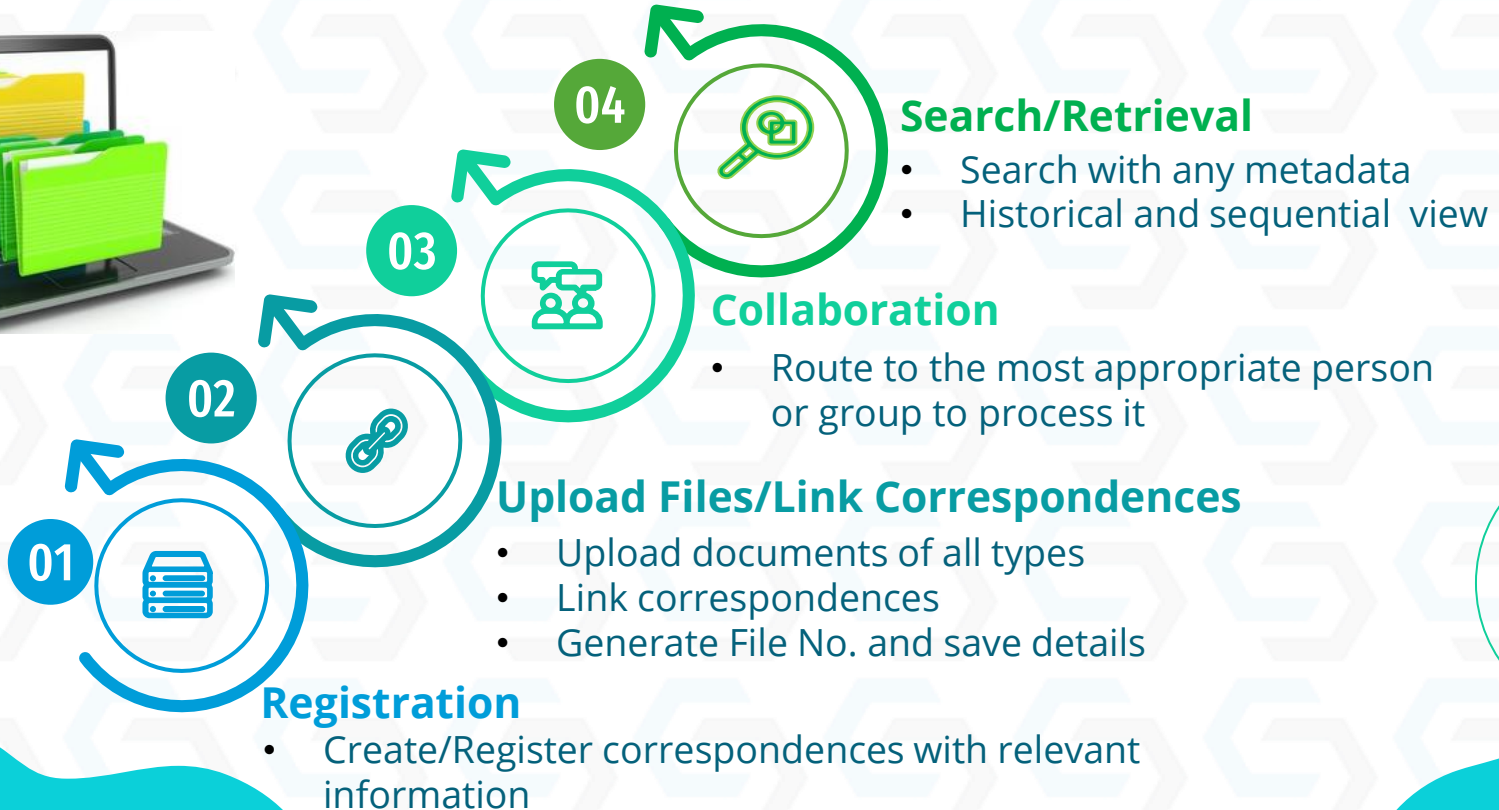 04
Search/Retrieval
• Search with any metadata
• Historical and sequential view
03
Collaboration
• Route to the most appropriate person
or group to process it
02
Upload Files/Link Correspondences
• Upload documents of all types
• Link correspondences
• Generate File No. and save details
01
Registration
• Create/Register correspondences with relevant
information